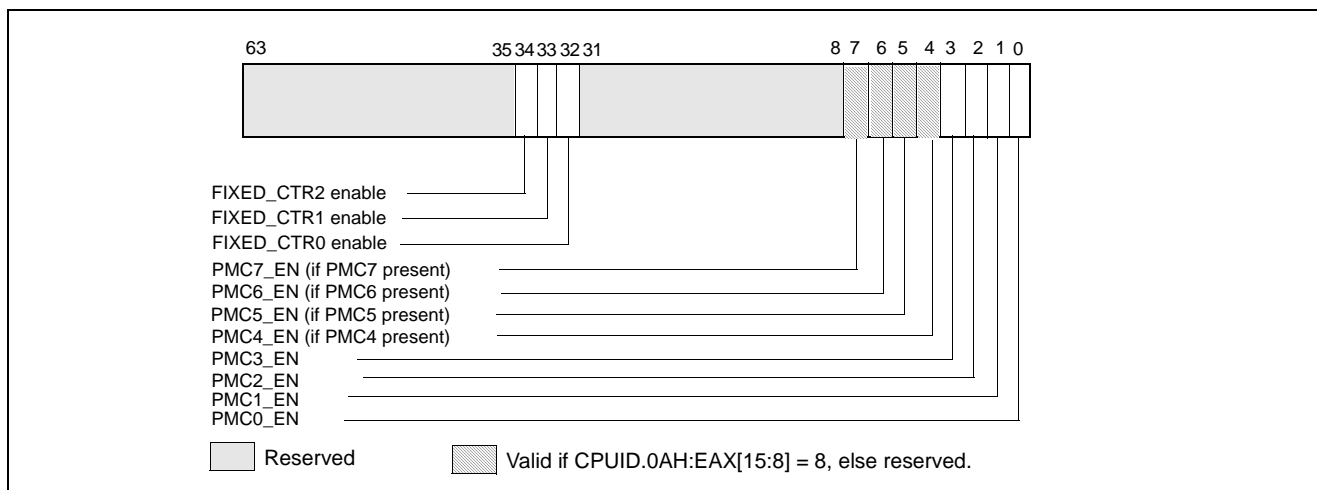 63 35 34 33 32 31 8 7 6 5 4 3 2 1 0
FIXED_CTR2 enable
FIXED_CTR1 enable
FIXED_CTR0 enable
PMC7_EN (if PMC7 present)
PMC6_EN (if PMC6 present)
PMC5_EN (if PMC5 present)
PMC4_EN (if PMC4 present)
PMC3_EN
PMC2_EN
PMC1_EN
PMC0_EN
Reserved Valid if CPUID.0AH:EAX[15:8] = 8, else reserved.